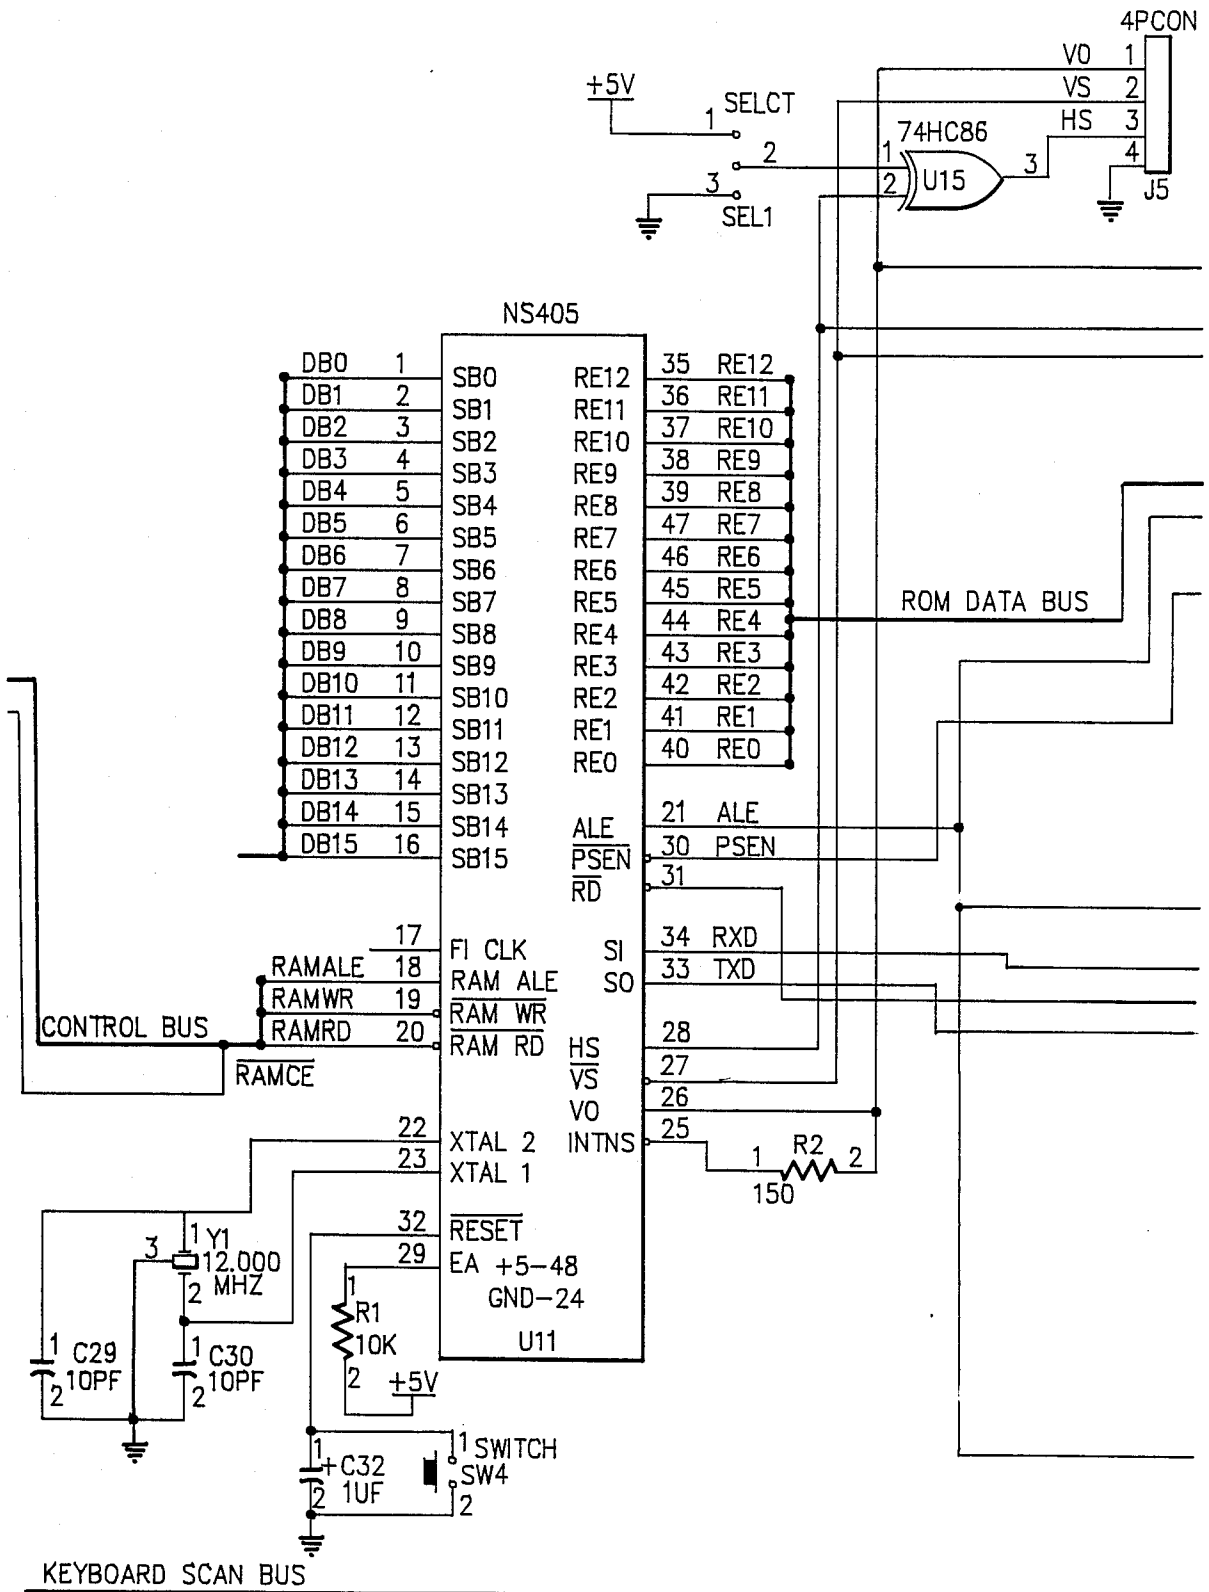 4PCON
VO 1
VS 2
HS 3
4
J5
+5V
1 SELCT
2
3
SEL1
74HC86
1
2 U15 3
NS405
DB0 1 SB0 RE12 35 RE12
DB1 2 SB1 RE11 36 RE11
DB2 3 SB2 RE10 37 RE10
DB3 4 SB3 RE9 38 RE9
DB4 5 SB4 RE8 39 RE8
DB5 6 SB5 RE7 47 RE7
DB6 7 SB6 RE6 46 RE6
DB7 8 SB7 RE5 45 RE5
DB8 9 SB8 RE4 44 RE4
DB9 10 SB9 RE3 43 RE3
DB10 11 SB10 RE2 42 RE2
DB11 12 SB11 RE1 41 RE1
DB12 13 SB12 RE0 40 RE0
DB13 14 SB13
DB14 15 SB14 ALE 21 ALE
DB15 16 SB15 PSEN 30 PSEN
RD 31
ROM DATA BUS
17 FI CLK SI 34 RXD
RAMALE 18 RAM ALE SO 33 TXD
RAMWR 19 RAM WR
CONTROL BUS RAMRD 20 RAM RD HS 28
RAMCE VS 27
VO 26
22 XTAL 2 INTNS 25
23 XTAL 1
1 R2 2
150
32 RESET
29 EA +5-48
GND-24
U11
1 Y1
3 12.000
2 MHZ
1 C29
2 10PF
1 C30
2 10PF
1 R1
10K
2 +5V
1 +C32
2 1UF
1 SWITCH
SW4
2
KEYBOARD SCAN BUS